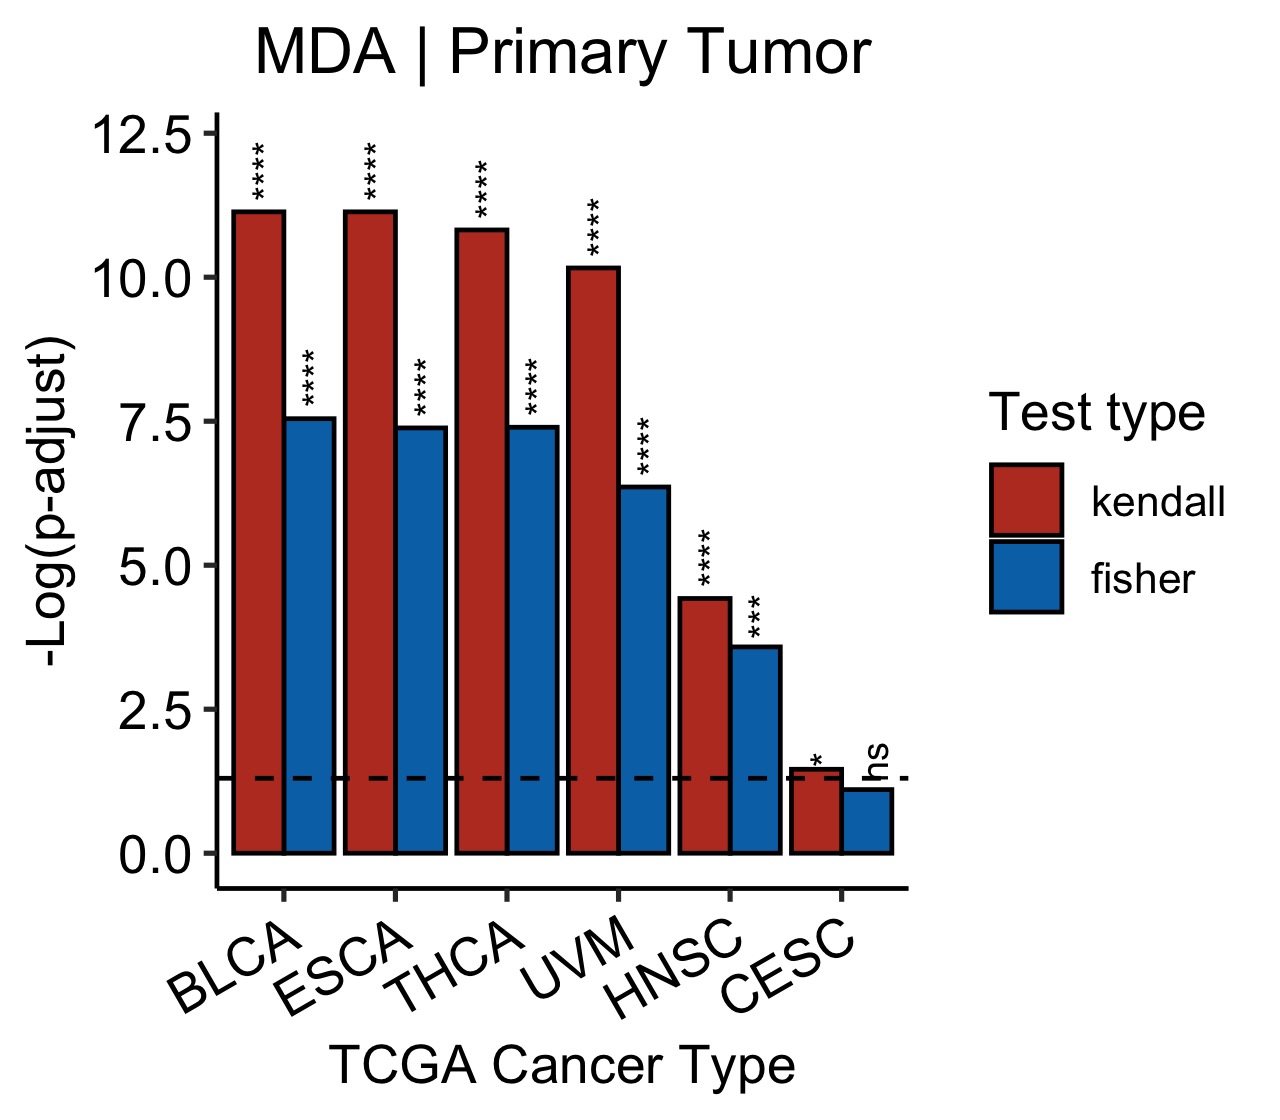 MDA | Primary Tumor
12.5
10.0
7.5
5.0
2.5
0.0
-Log(p-adjust)
****
****
****
****
****
****
****
****
****
***
*
ns
BLCA
ESCA
THCA
UVM
HNSC
CESC
TCGA Cancer Type
Test type
kendall
fisher